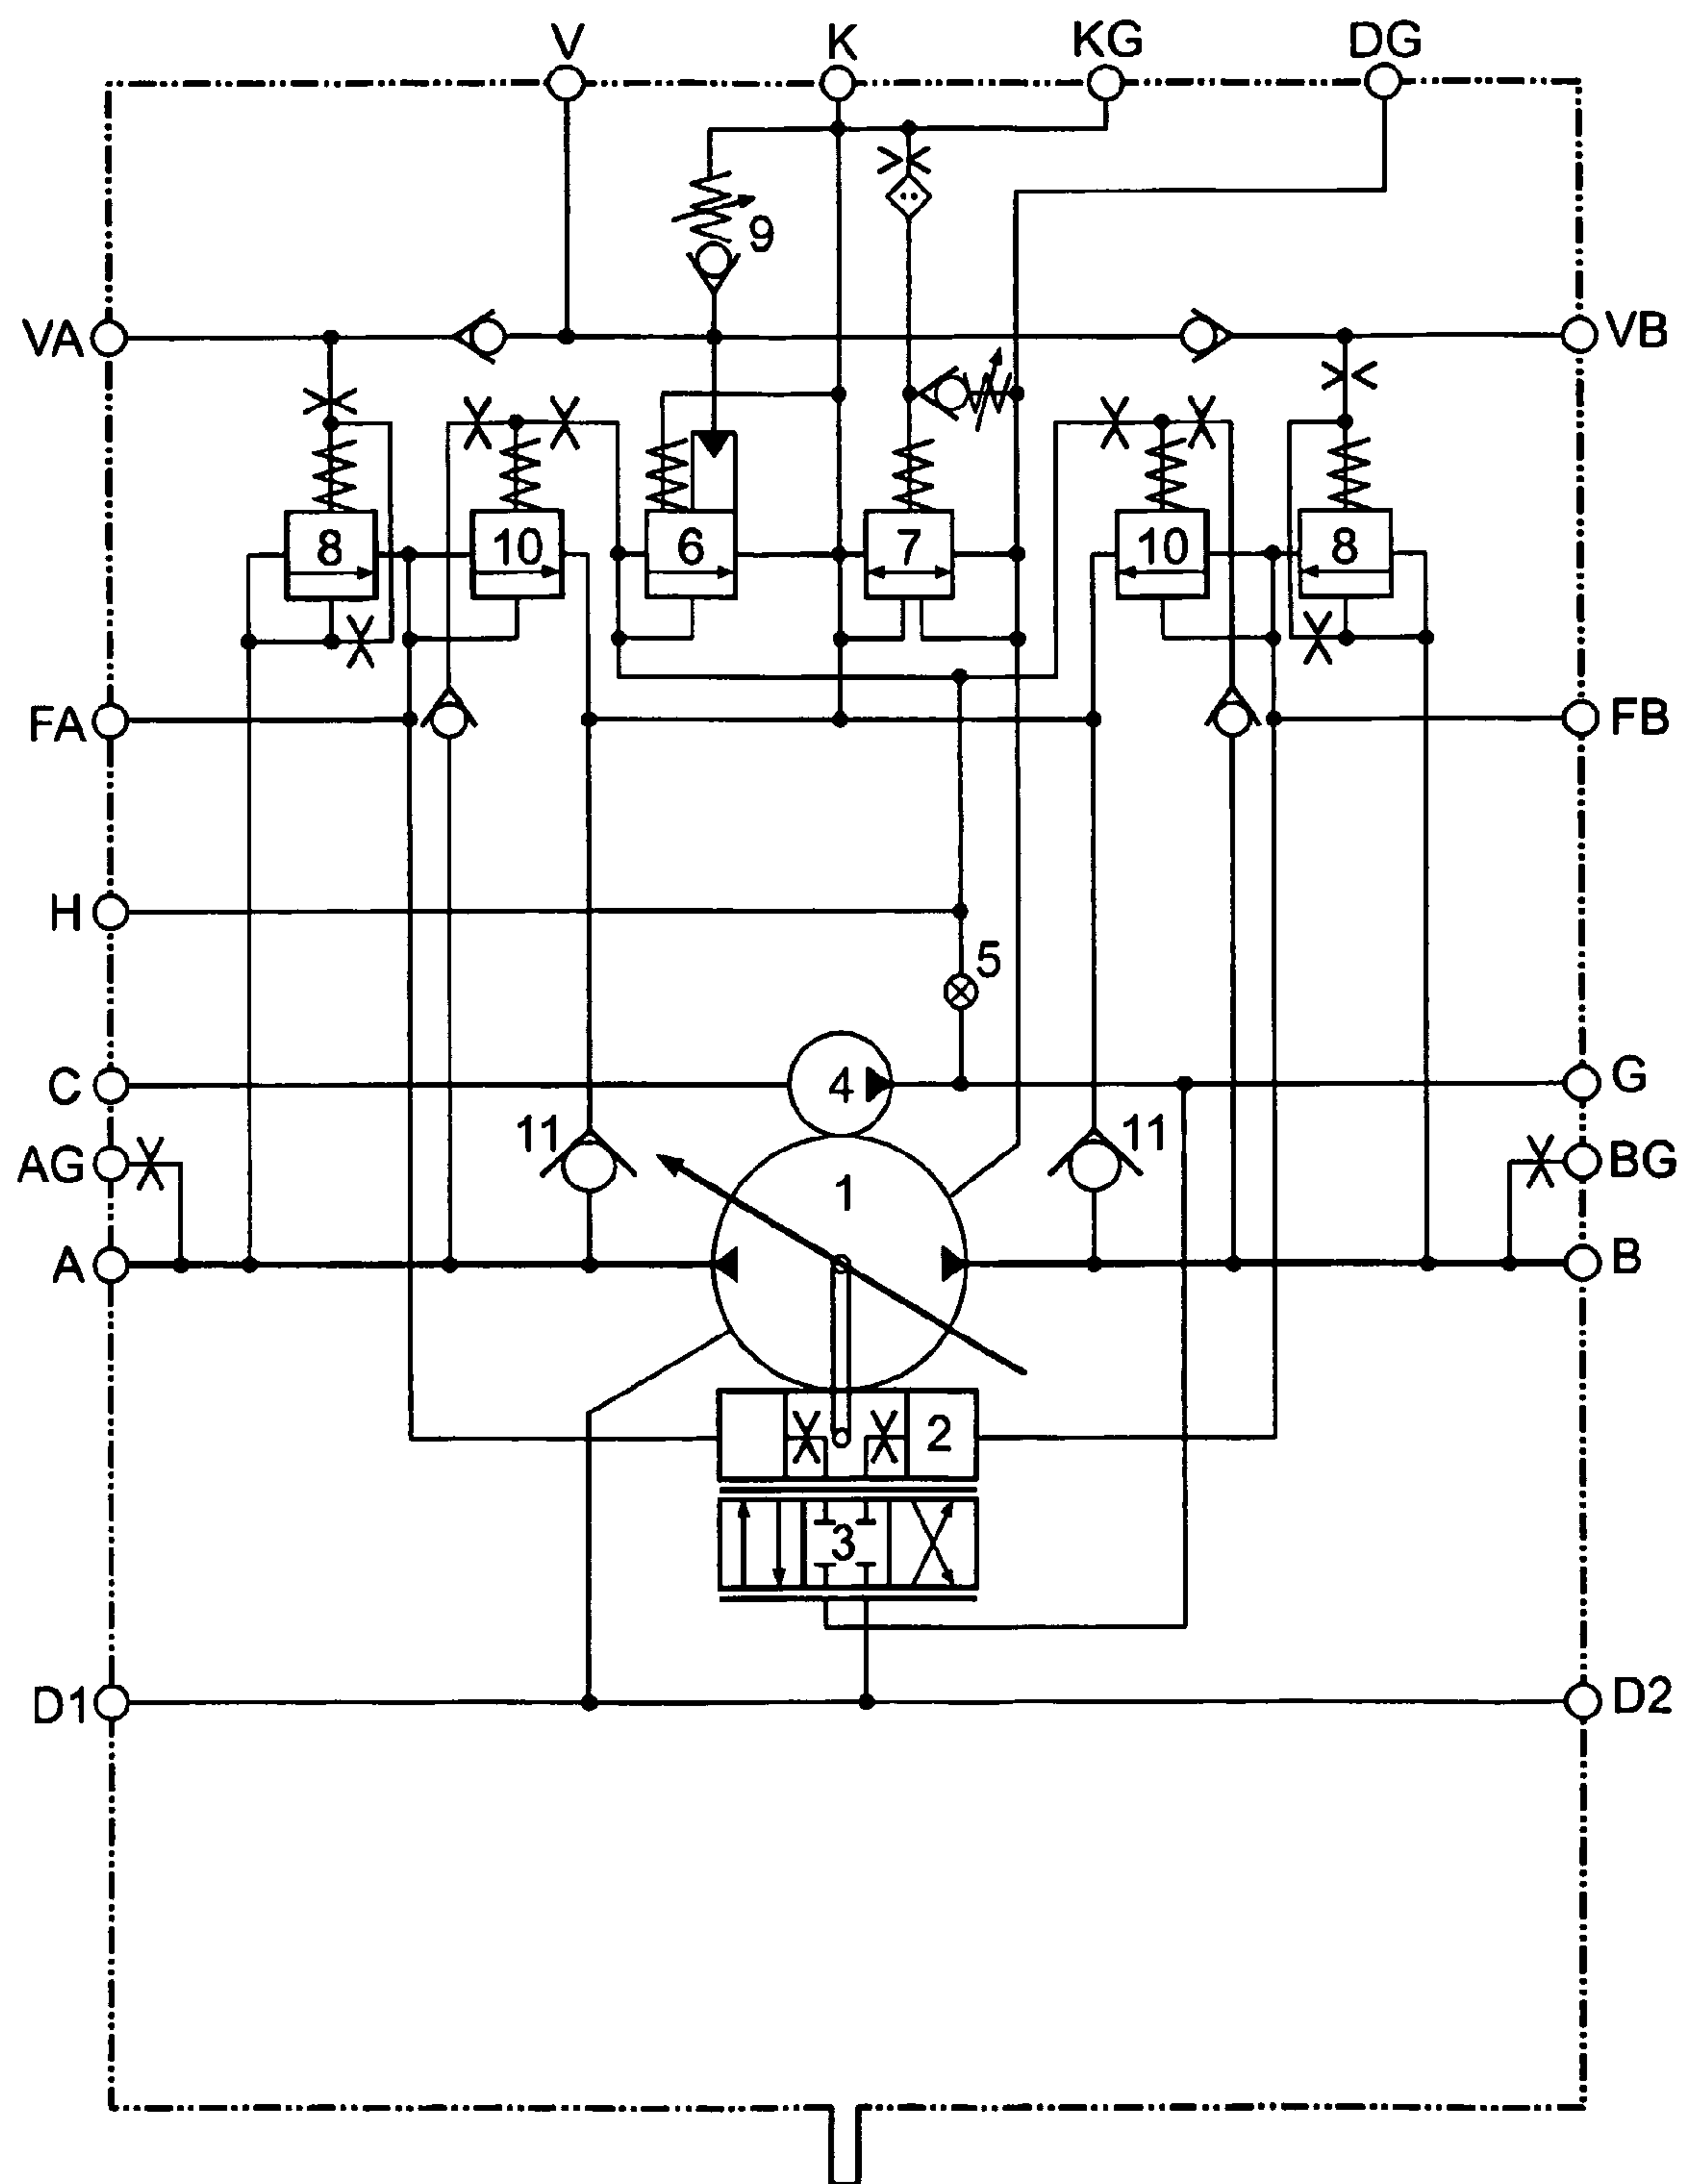 V K KG DG
9
VA VB
8 10 6 7 10 8
FA FB
H
5
C 4 G
11 11
AG 1 BG
A B
2
3
D1 D2